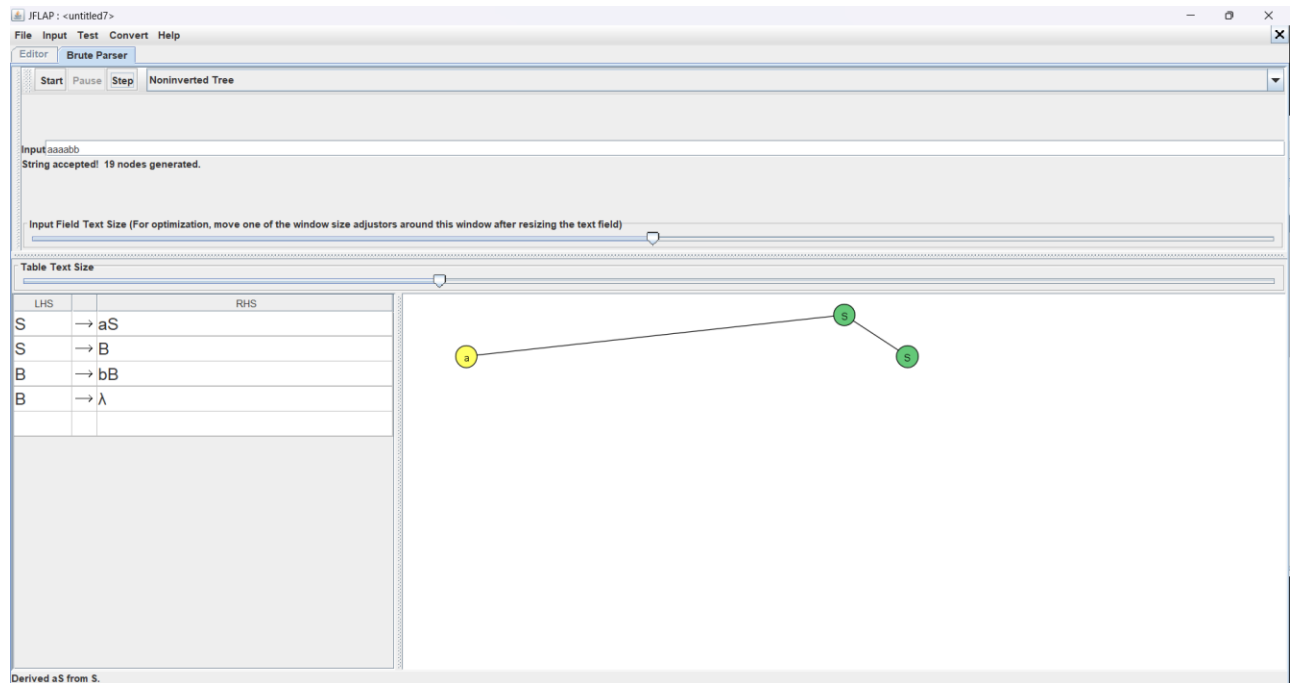 JFLAP : <untitled7>
File Input Test Convert Help
Editor Brute Parser
Start Pause Step Noninverted Tree
Input aaaabb
String accepted! 19 nodes generated.
Input Field Text Size (For optimization, move one of the window size adjustors around this window after resizing the text field)
Table Text Size
LHS RHS
S → aS
S → B
B → bB
B → λ
S
a S
Derived aS from S.